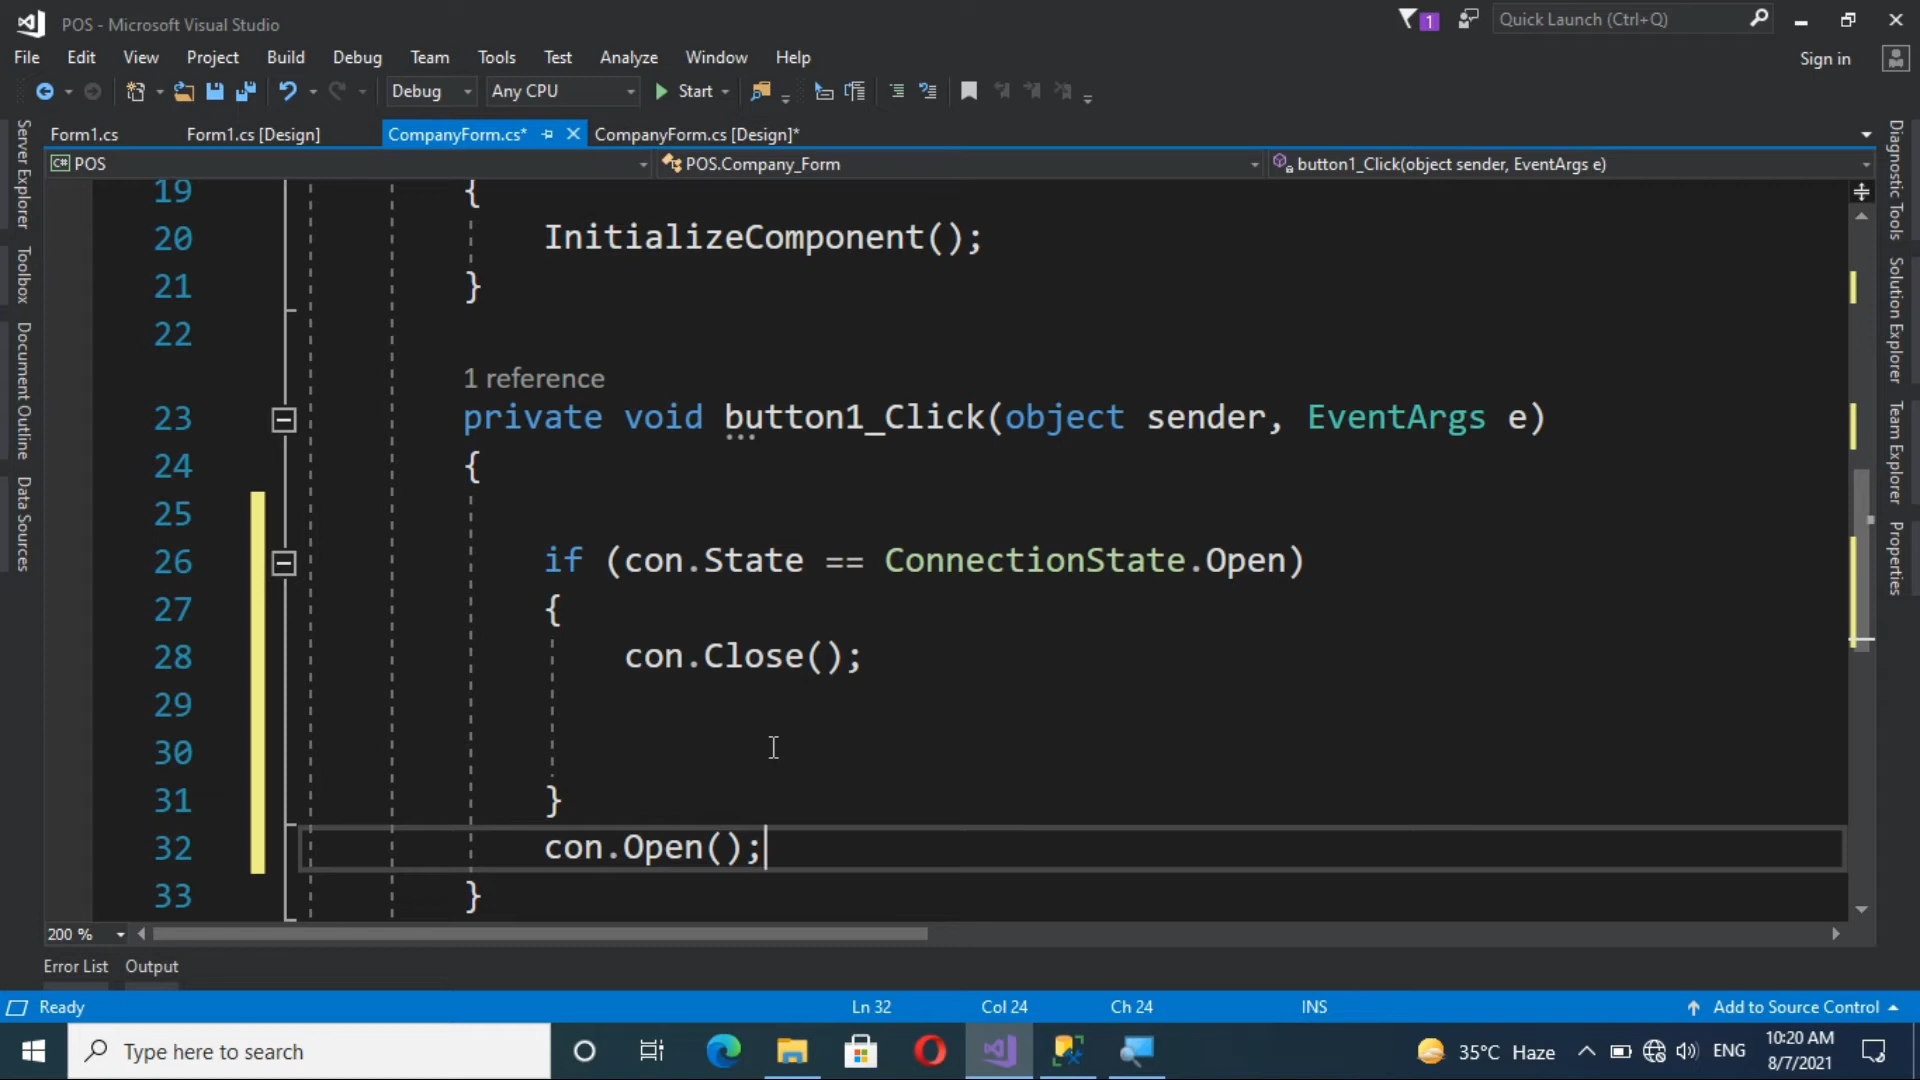 POS - Microsoft Visual Studio
1
Quick Launch (Ctrl+Q)
File Edit View Project Build Debug Team Tools Test Analyze Window Help
Sign in
Debug Any CPU Start
Form1.cs Form1.cs [Design] CompanyForm.cs* CompanyForm.cs [Design]*
C# POS POS.Company_Form button1_Click(object sender, EventArgs e)
Server Explorer
Toolbox
Document Outline
Data Sources
19 {
20 InitializeComponent();
21 }
22
1 reference
23 private void button1_Click(object sender, EventArgs e)
24 {
25
26 if (con.State == ConnectionState.Open)
27 {
28 con.Close();
29
30
31 }
32 con.Open();
33 }
Diagnostic Tools
Solution Explorer
Team Explorer
Properties
200 %
Error List Output
Ready Ln 32 Col 24 Ch 24 INS Add to Source Control
Type here to search
35°C Haze ENG 10:20 AM
8/7/2021